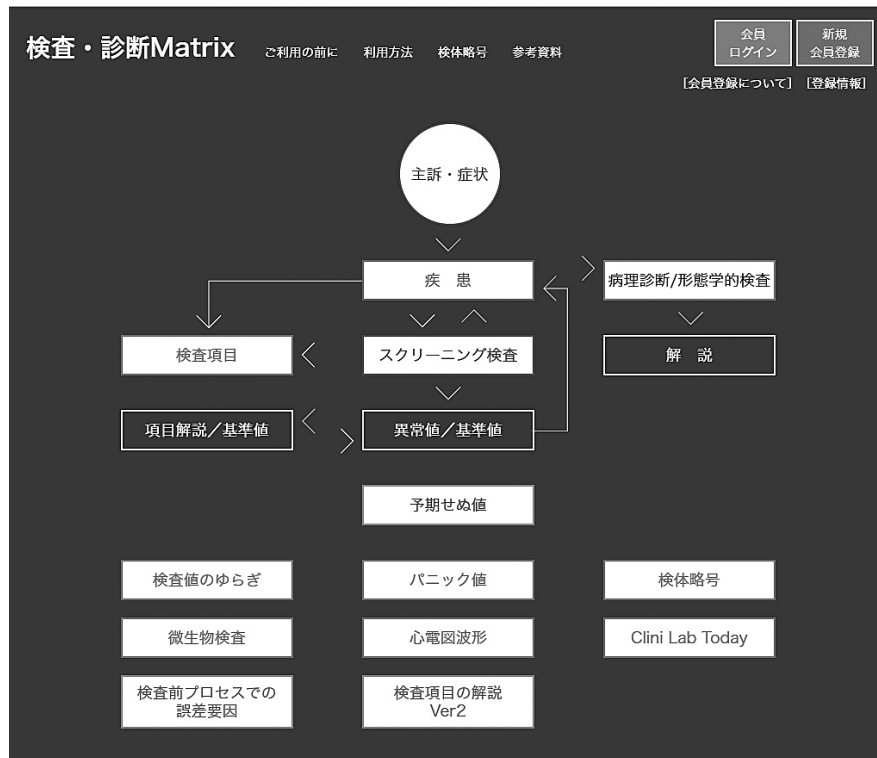 検査・診断Matrix
ご利用の前に 利用方法 検体略号 参考資料
会員
ログイン
新規
会員登録
[会員登録について] [登録情報]
主訴・症状
疾 患
病理診断/形態学的検査
検査項目
スクリーニング検査
解 説
項目解説／基準値
異常値／基準値
予期せぬ値
検査値のゆらぎ
パニック値
検体略号
微生物検査
心電図波形
Clini Lab Today
検査前プロセスでの
誤差要因
検査項目の解説
Ver2